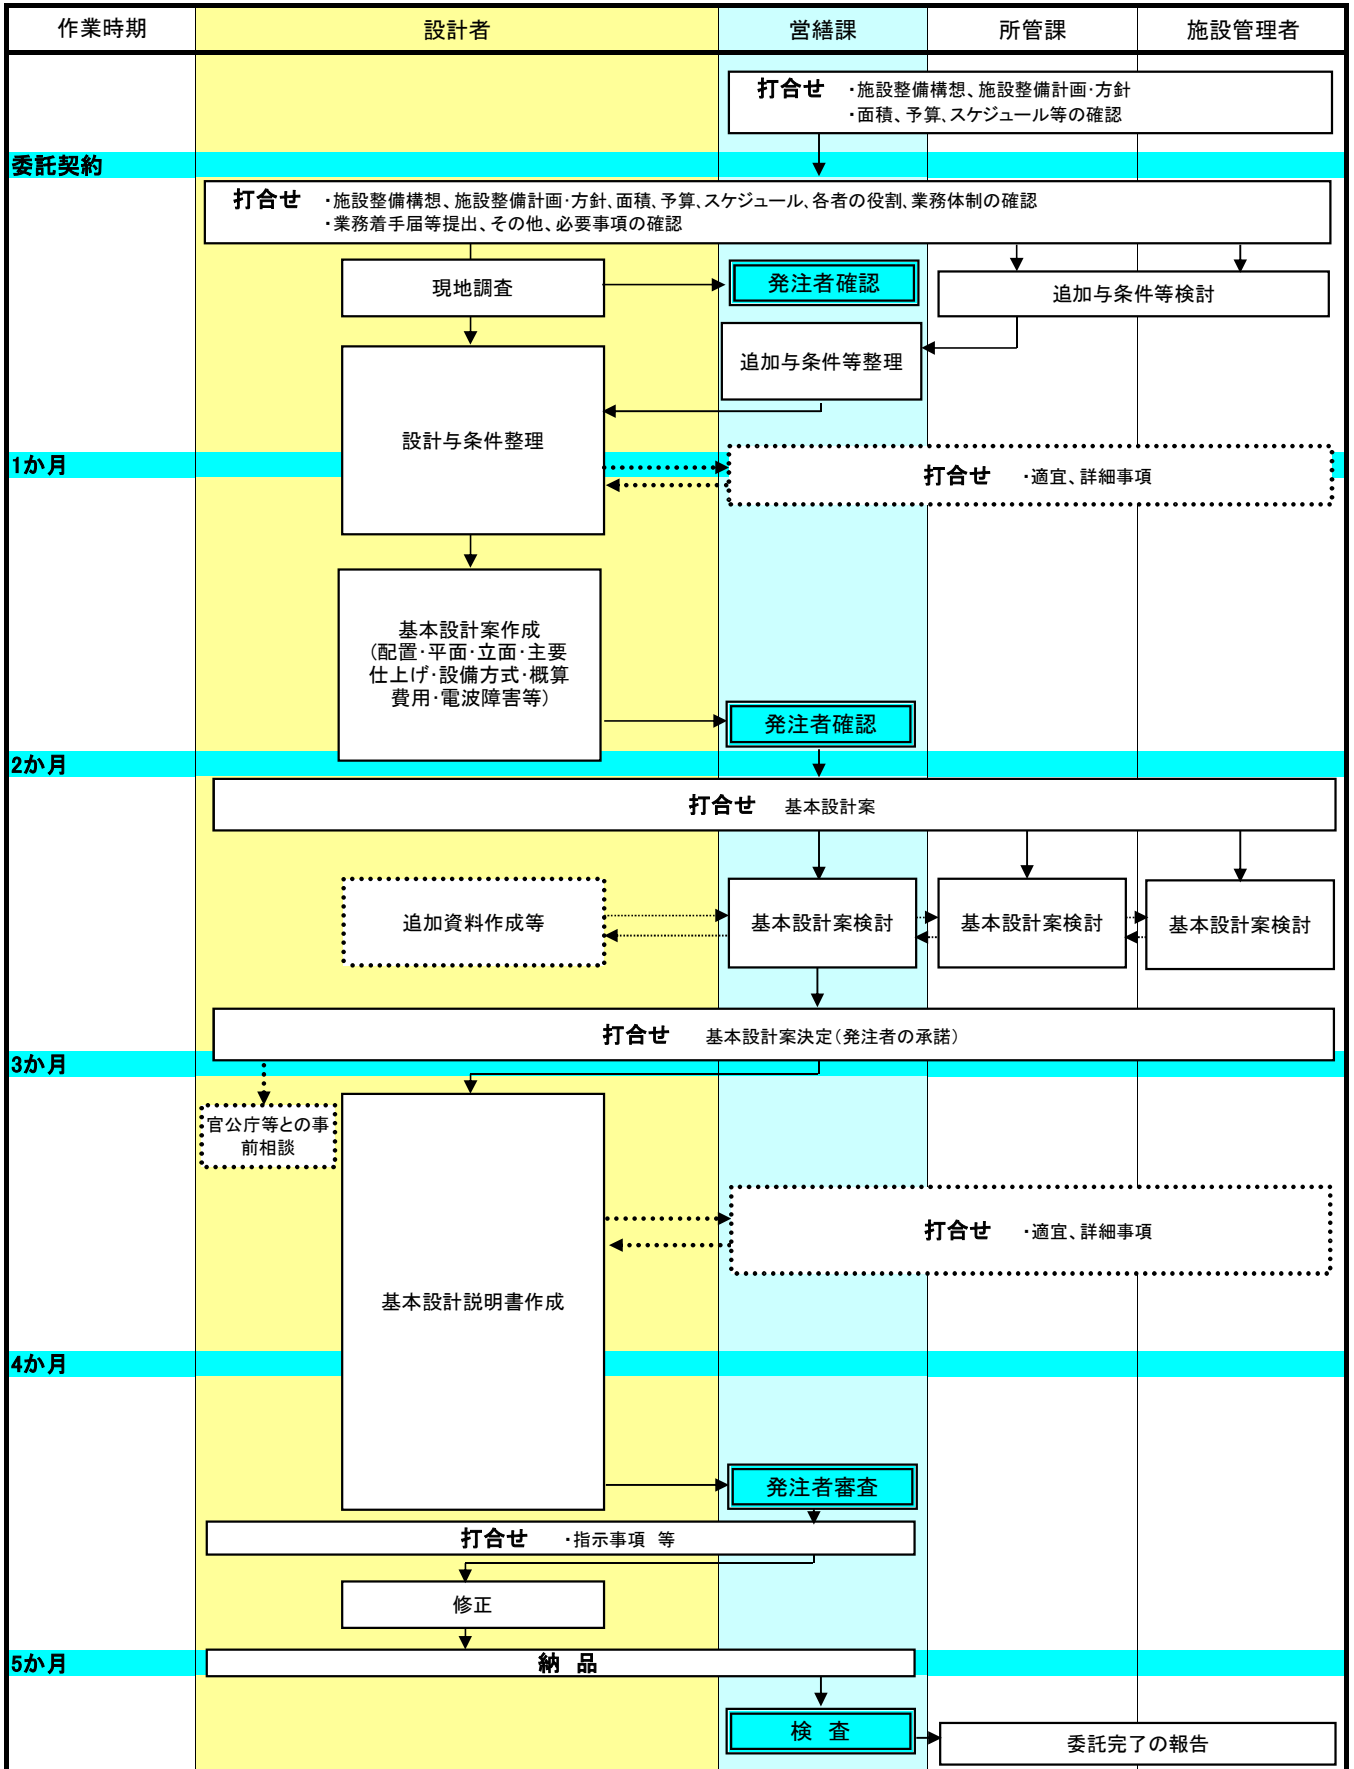 作業時期
設計者
営繕課
所管課
施設管理者
打合せ ・施設整備構想、施設整備計画・方針
・面積、予算、スケジュール等の確認
委託契約
打合せ ・施設整備構想、施設整備計画・方針、面積、予算、スケジュール、各者の役割、業務体制の確認
・業務着手届等提出、その他、必要事項の確認
現地調査
発注者確認
追加与条件等検討
追加与条件等整理
設計与条件整理
1か月
打合せ ・適宜、詳細事項
基本設計案作成
(配置・平面・立面・主要
仕上げ・設備方式・概算
費用・電波障害等)
発注者確認
2か月
打合せ 基本設計案
追加資料作成等
基本設計案検討
基本設計案検討
基本設計案検討
打合せ 基本設計案決定(発注者の承諾)
3か月
官公庁等との事
前相談
打合せ ・適宜、詳細事項
基本設計説明書作成
4か月
発注者審査
打合せ ・指示事項 等
修正
5か月
納 品
検 査
委託完了の報告